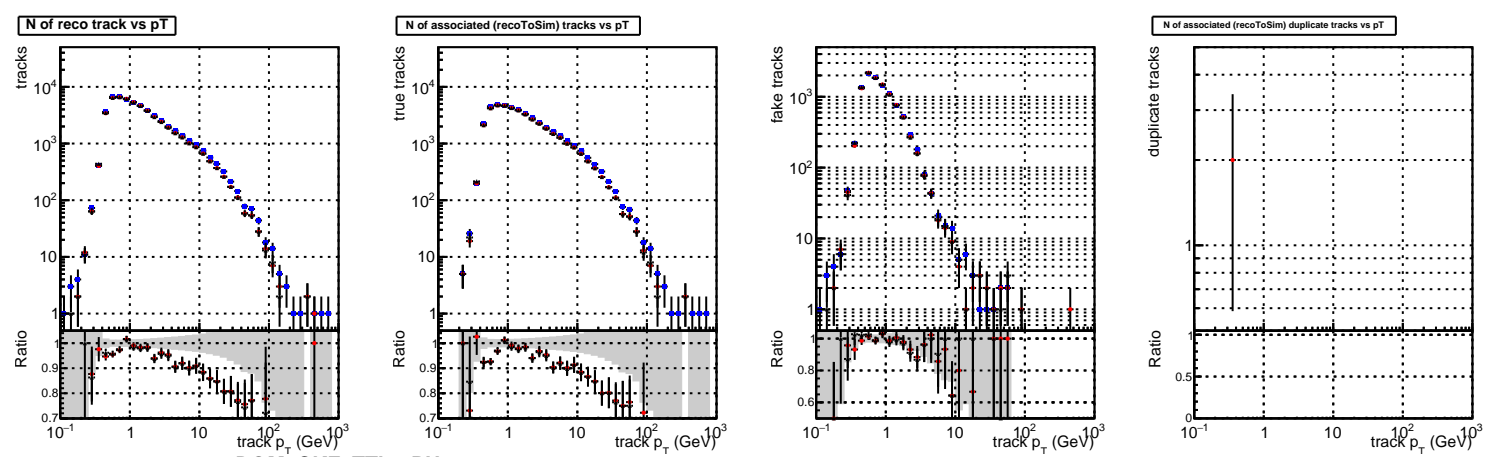 N of reco track vs pT
tracks
10⁴
10³
10²
10
1
Ratio
1
0.9
0.8
0.7
10⁻¹ 1 10 10² 10³
track p_T (GeV)
N of associated (recoToSim) tracks vs pT
true tracks
10⁴
10³
10²
10
1
Ratio
1
0.9
0.8
0.7
10⁻¹ 1 10 10² 10³
track p_T (GeV)
fake tracks
10³
10²
10
1
Ratio
1
0.8
0.6
10⁻¹ 1 10 10² 10³
track p_T (GeV)
N of associated (recoToSim) duplicate tracks vs pT
duplicate tracks
1
Ratio
1
0.5
0
10⁻¹ 1 10 10² 10³
track p_T (GeV)